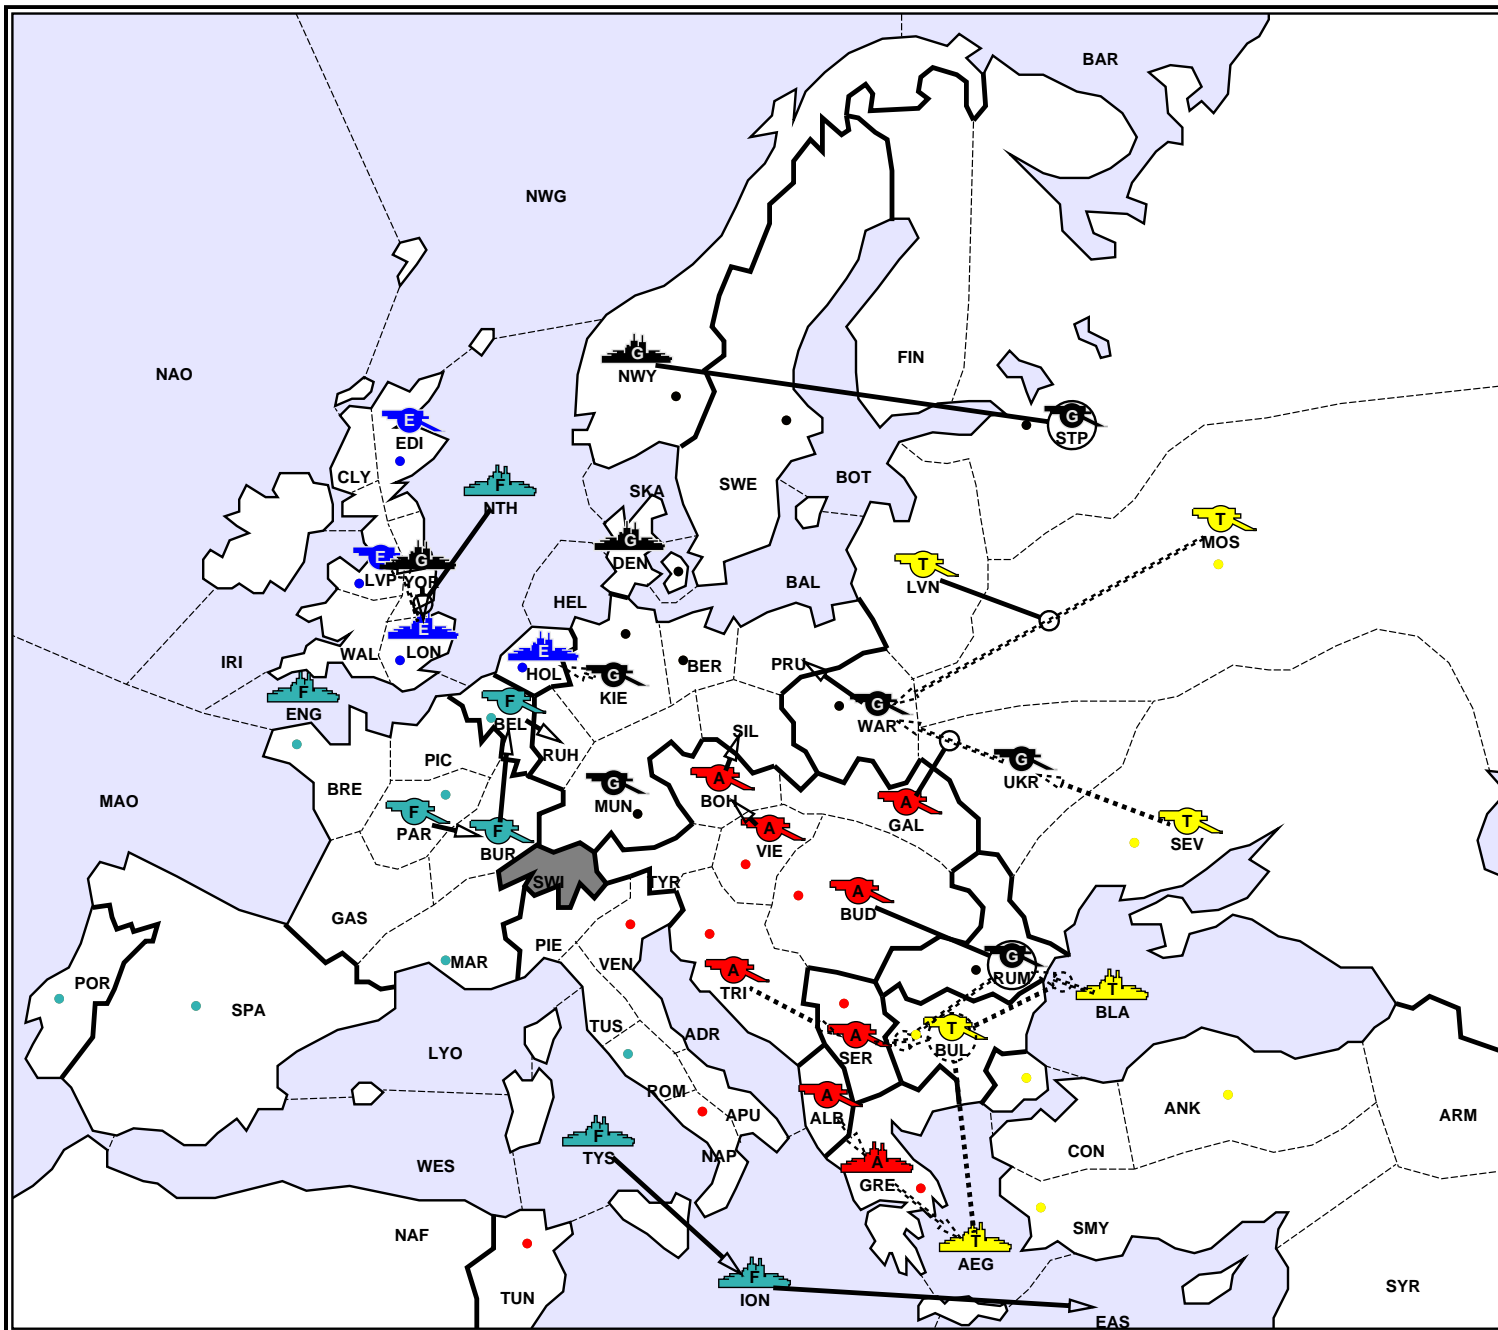 BAR
NWG
NAO
G
NWY
FIN
G
STP
E
EDI
CLY
F
NTH
SKA
SWE
BOT
T
MOS
G
DEN
T
LVN
E
LVP
G
YOR
BAL
HEL
E
LON
WAL
IRI
E
HOL
G
KIE
BER
PRU
F
ENG
F
BEL
G
WAR
RUH
SIL
PIC
G
UKR
BRE
G
MUN
A
BOH
A
GAL
MAO
F
PAR
F
BUR
A
VIE
T
SEV
SWI
TYR
A
BUD
GAS
PIE
VEN
MAR
G
RUM
POR
SPA
A
TRI
T
BLA
TUS
ADR
A
SER
T
BUL
LYO
ROM
APU
A
ALB
ANK
ARM
F
TYS
NAP
CON
WES
A
GRE
NAF
SMY
T
AEG
F
ION
TUN
SYR
EAS